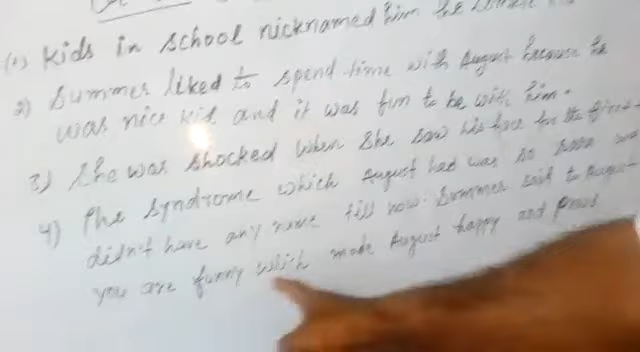 (1) Kids in school nicknamed him the
2) Summer liked to spend time with August because he
was nice kid and it was fun to be with him.
3) She was shocked when She saw his face for the
4) The syndrome which August had was so
didn't have any name till now. Summer said to August
you are funny which made August happy and